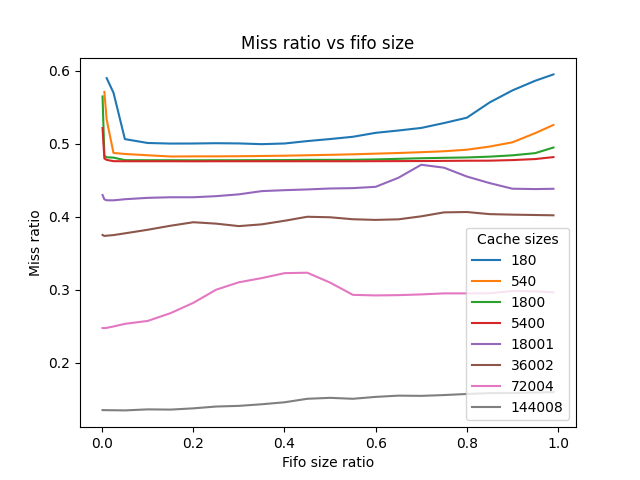 Miss ratio vs fifo size
Miss ratio
0.6
0.5
0.4
0.3
0.2
Cache sizes
180
540
1800
5400
18001
36002
72004
144008
0.0 0.2 0.4 0.6 0.8 1.0
Fifo size ratio